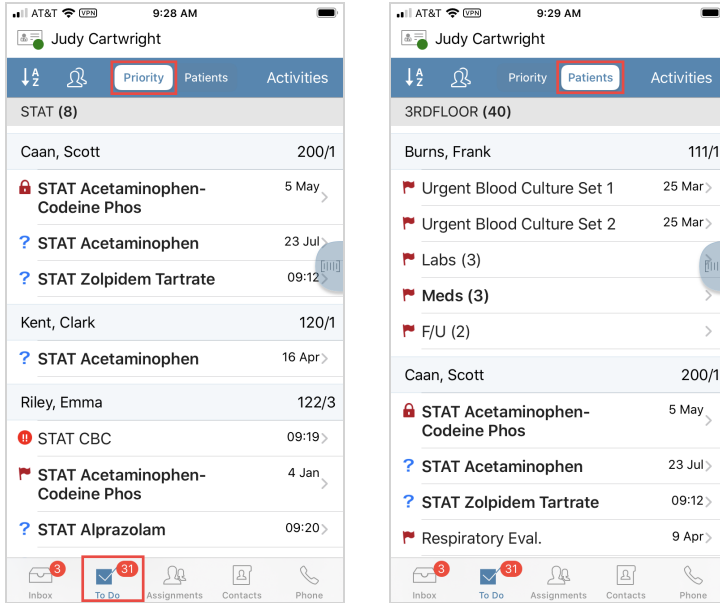 AT&T VPN 9:28 AM
Judy Cartwright
A Z Priority Patients Activities
STAT (8)
Caan, Scott 200/1
STAT Acetaminophen- 5 May
Codeine Phos
? STAT Acetaminophen 23 Jul
? STAT Zolpidem Tartrate 09:12
Kent, Clark 120/1
? STAT Acetaminophen 16 Apr
Riley, Emma 122/3
!! STAT CBC 09:19
STAT Acetaminophen- 4 Jan
Codeine Phos
? STAT Alprazolam 09:20
3 31
Inbox To Do Assignments Contacts Phone
AT&T VPN 9:29 AM
Judy Cartwright
A Z Priority Patients Activities
3RDFLOOR (40)
Burns, Frank 111/1
Urgent Blood Culture Set 1 25 Mar
Urgent Blood Culture Set 2 25 Mar
Labs (3)
Meds (3)
F/U (2)
Caan, Scott 200/1
STAT Acetaminophen- 5 May
Codeine Phos
? STAT Acetaminophen 23 Jul
? STAT Zolpidem Tartrate 09:12
Respiratory Eval. 9 Apr
3 31
Inbox To Do Assignments Contacts Phone